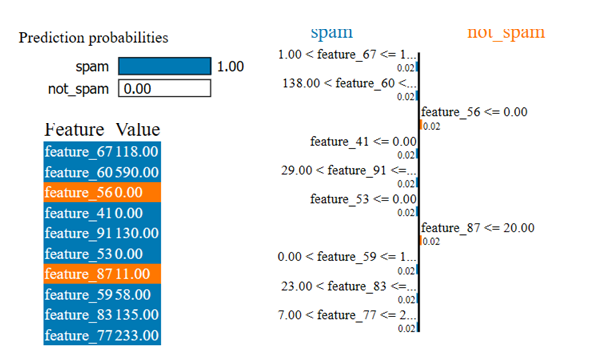 Prediction probabilities
spam 1.00
not_spam 0.00
Feature Value
feature_67 118.00
feature_60 590.00
feature_56 0.00
feature_41 0.00
feature_91 130.00
feature_53 0.00
feature_87 11.00
feature_59 58.00
feature_83 135.00
feature_77 233.00
spam not_spam
1.00 < feature_67 <= 1...
0.02
138.00 < feature_60 <...
0.02
feature_56 <= 0.00
0.02
feature_41 <= 0.00
0.02
29.00 < feature_91 <=...
0.02
feature_53 <= 0.00
0.02
feature_87 <= 20.00
0.02
0.00 < feature_59 <= 1...
0.02
23.00 < feature_83 <=...
0.02
7.00 < feature_77 <= 2...
0.02